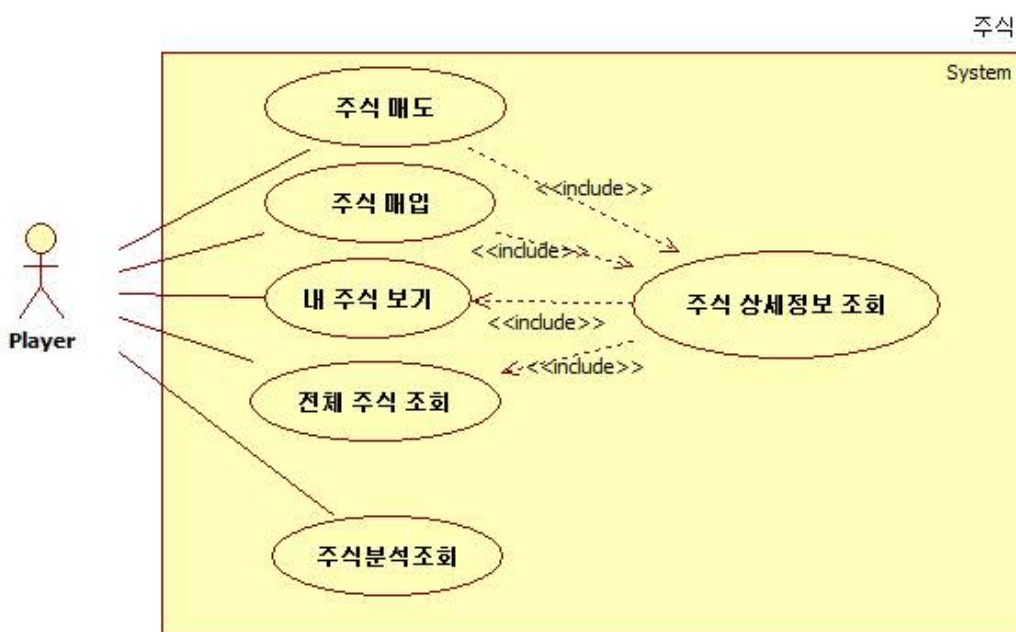 주식
System
주식 매도
<<include>>
주식 매입
<<include>>
내 주식 보기
주식 상세정보 조회
<<include>>
Player
<<include>>
전체 주식 조회
주식분석조회